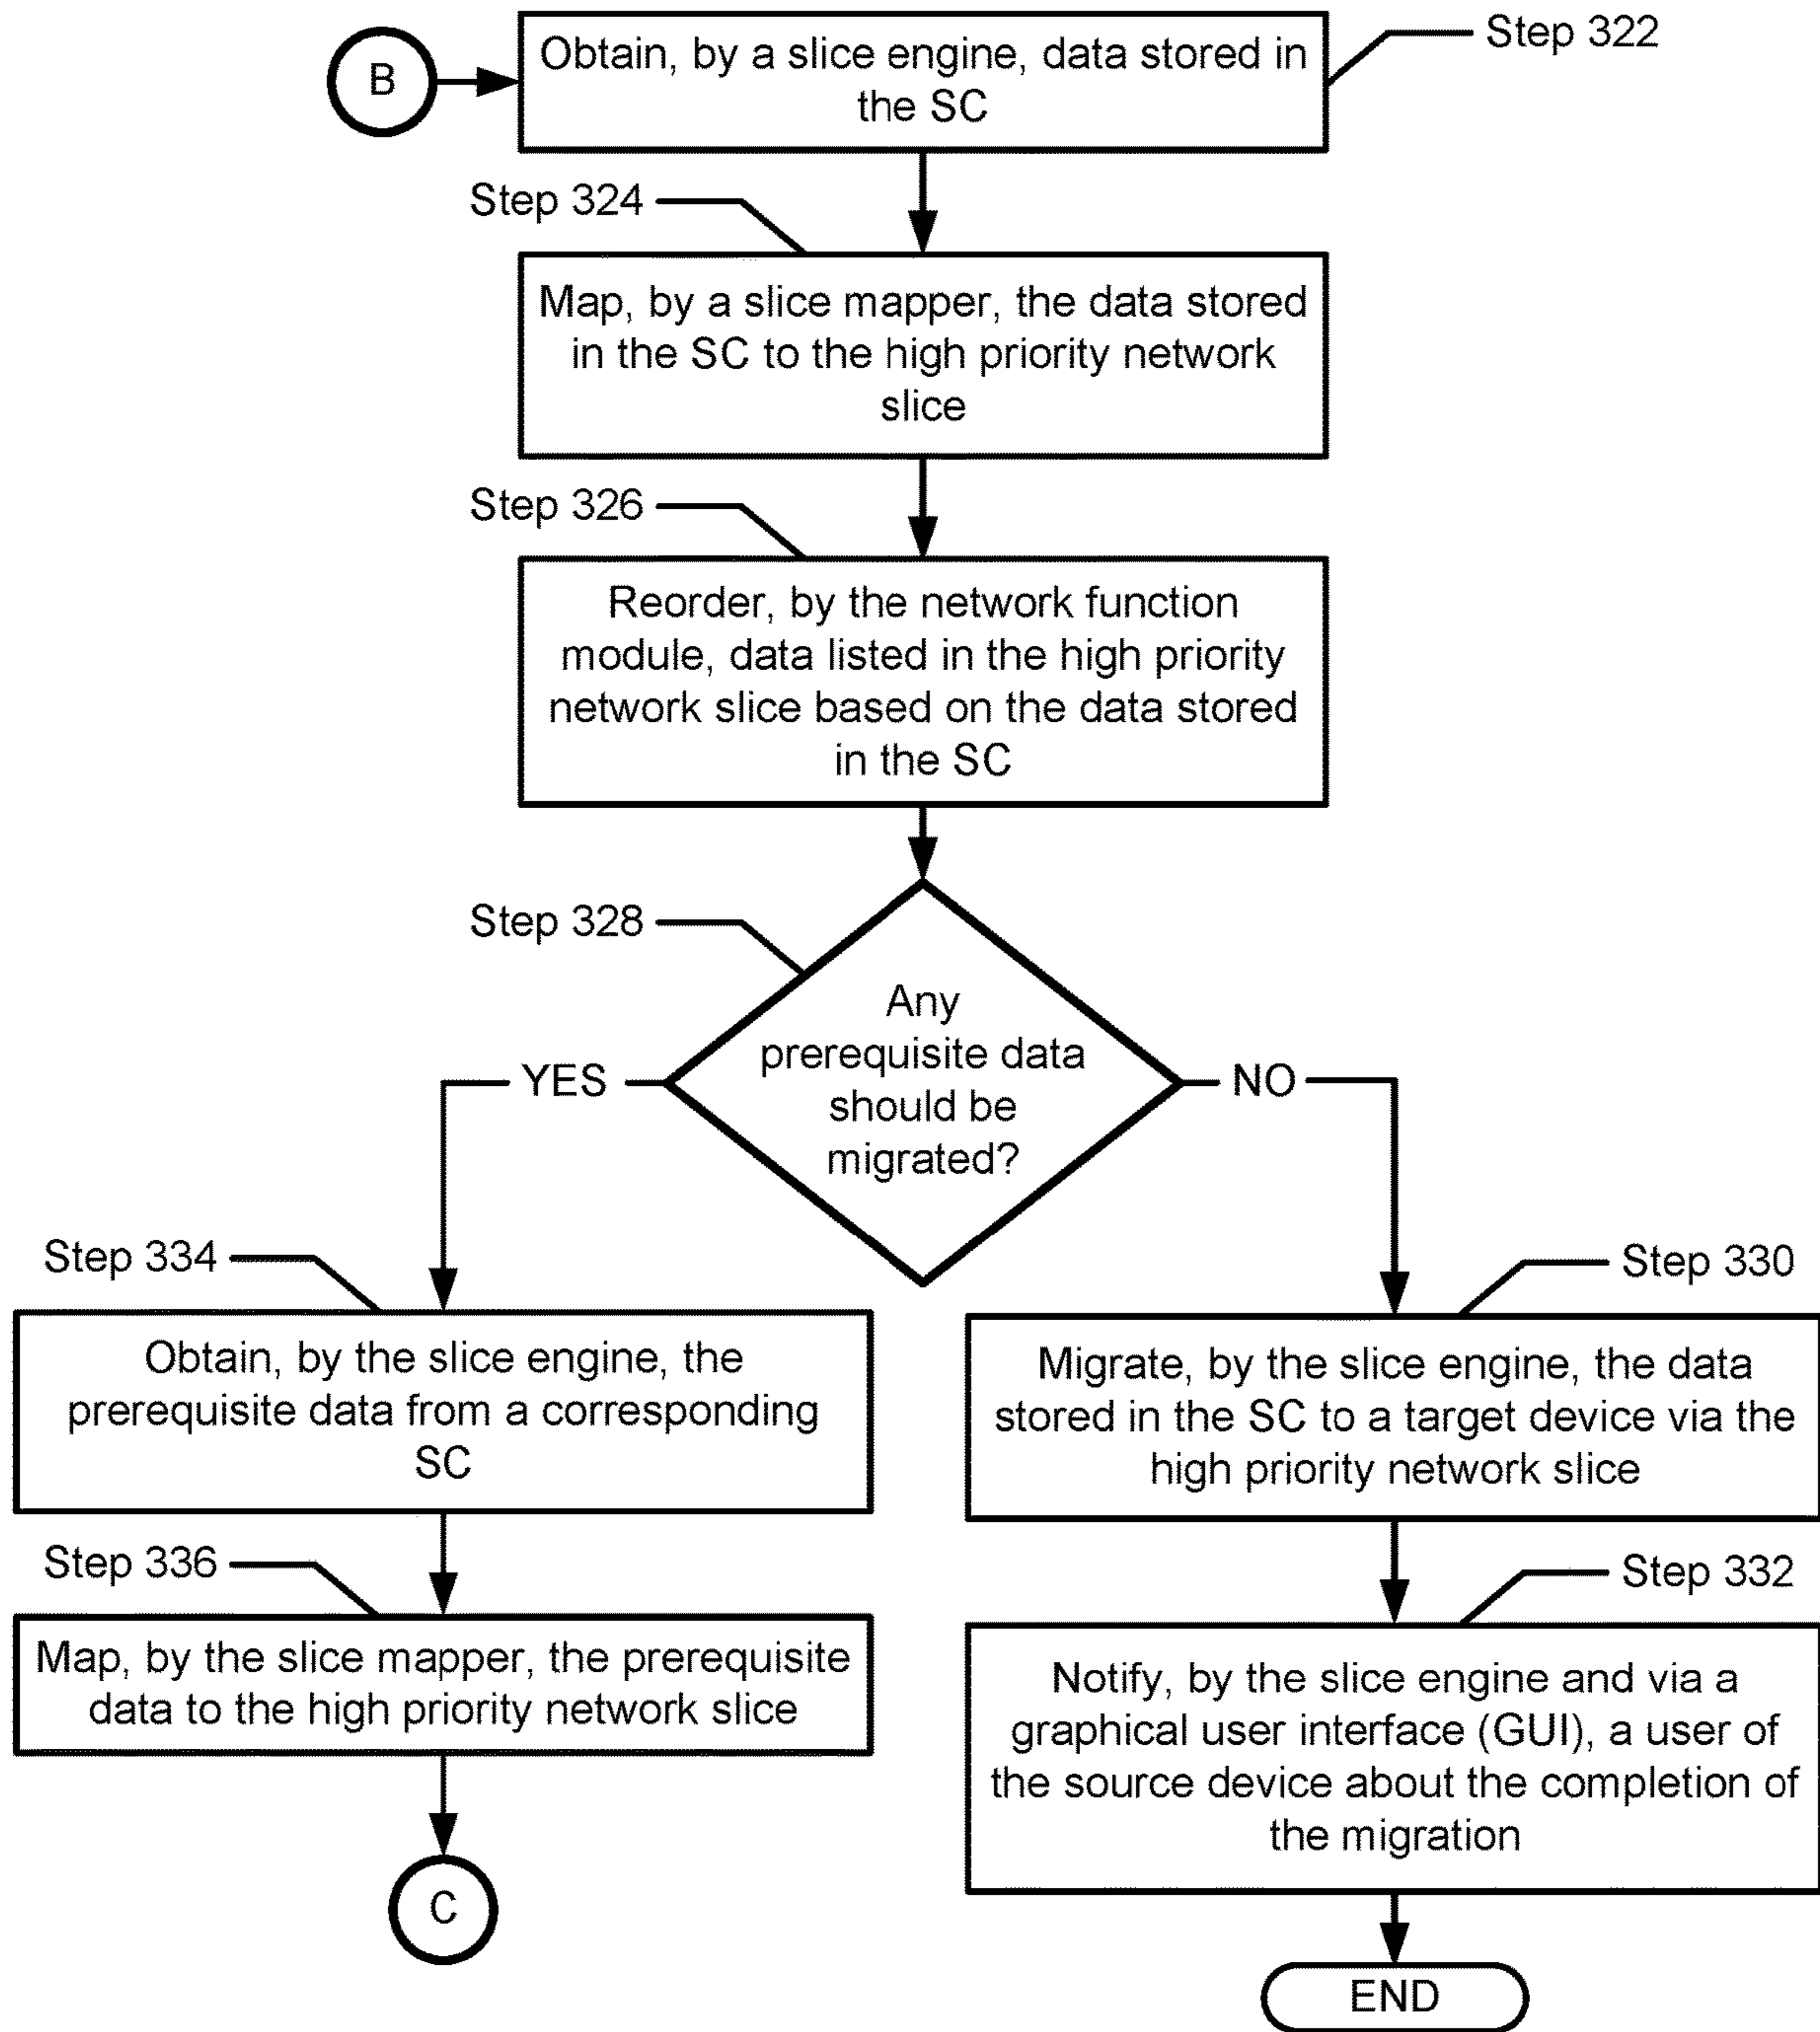 B
Obtain, by a slice engine, data stored in
the SC
Step 322
Step 324
Map, by a slice mapper, the data stored
in the SC to the high priority network
slice
Step 326
Reorder, by the network function
module, data listed in the high priority
network slice based on the data stored
in the SC
Step 328
Any
prerequisite data
should be
migrated?
YES
NO
Step 334
Obtain, by the slice engine, the
prerequisite data from a corresponding
SC
Step 336
Map, by the slice mapper, the prerequisite
data to the high priority network slice
C
Step 330
Migrate, by the slice engine, the data
stored in the SC to a target device via the
high priority network slice
Step 332
Notify, by the slice engine and via a
graphical user interface (GUI), a user of
the source device about the completion of
the migration
END